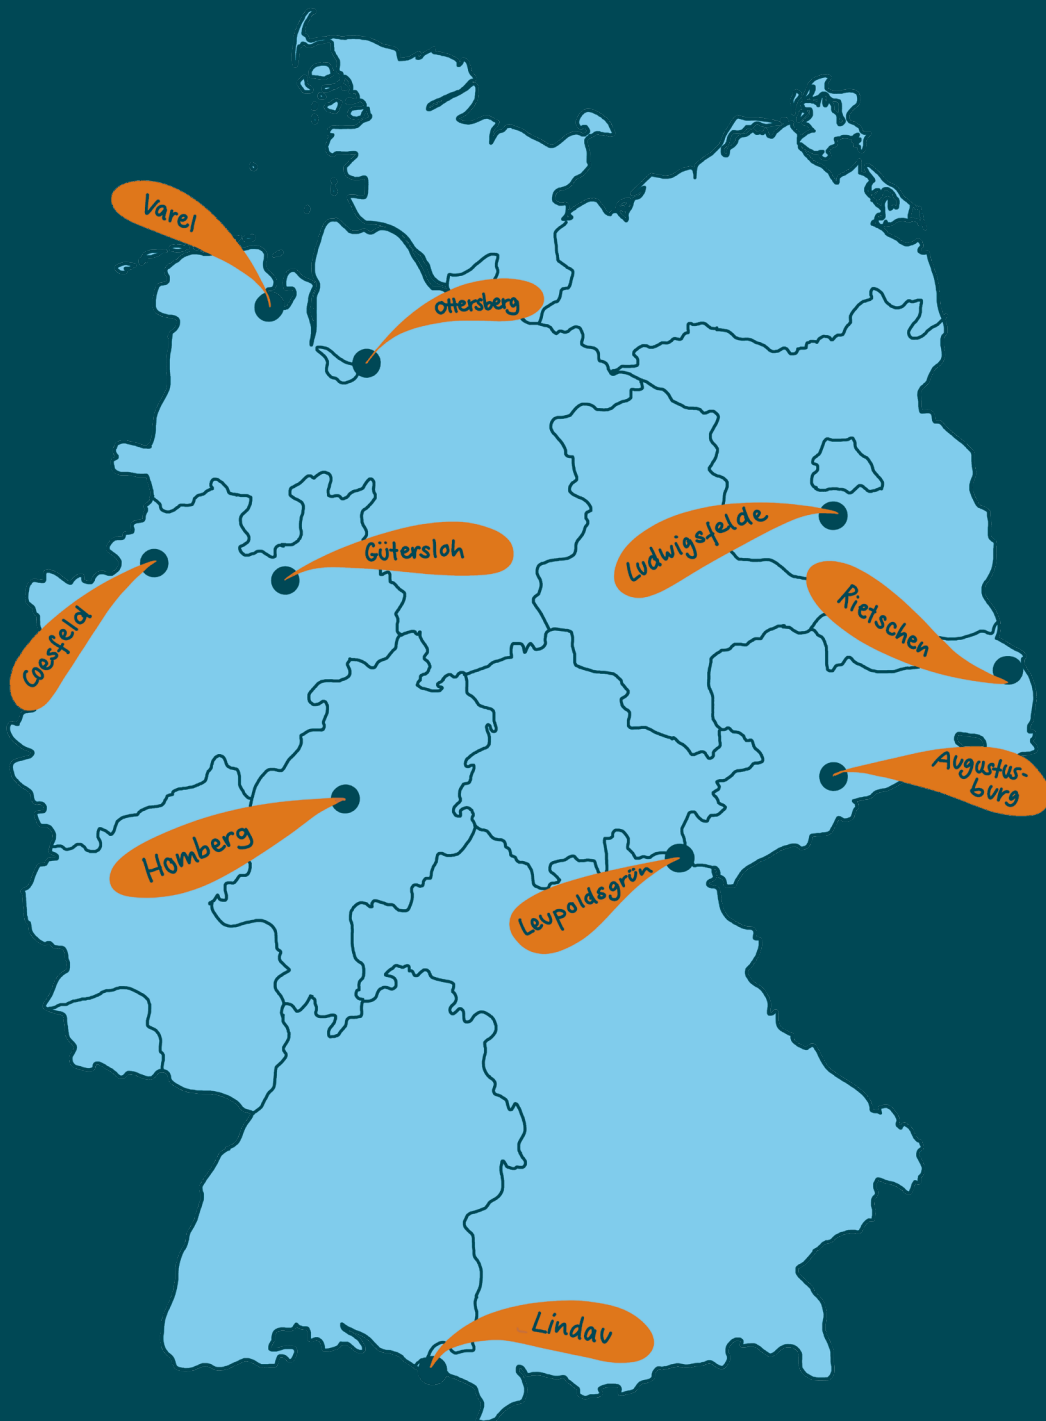 Varel
Ottersberg
Ludwigsfelde
Gütersloh
Rietschen
Coesfeld
Augustus-
burg
Homberg
Leupoldsgrün
Lindau